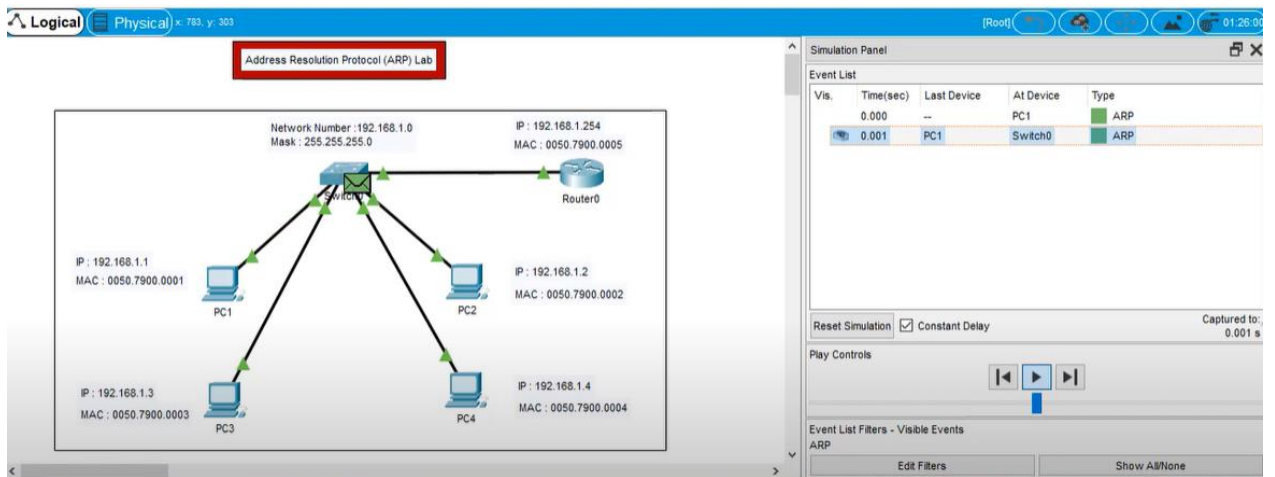 Logical Physical x: 783, y: 303 [Root] 01:26:00
Address Resolution Protocol (ARP) Lab
Network Number :192.168.1.0
Mask : 255.255.255.0
IP : 192.168.1.254
MAC : 0050.7900.0005
Switch0
Router0
IP : 192.168.1.1
MAC : 0050.7900.0001
PC1
IP : 192.168.1.2
MAC : 0050.7900.0002
PC2
IP : 192.168.1.3
MAC : 0050.7900.0003
PC3
IP : 192.168.1.4
MAC : 0050.7900.0004
PC4
Simulation Panel
Event List
Vis. Time(sec) Last Device At Device Type
0.000 -- PC1 ARP
0.001 PC1 Switch0 ARP
Reset Simulation Constant Delay
Captured to:
0.001 s
Play Controls
Event List Filters - Visible Events
ARP
Edit Filters Show All/None